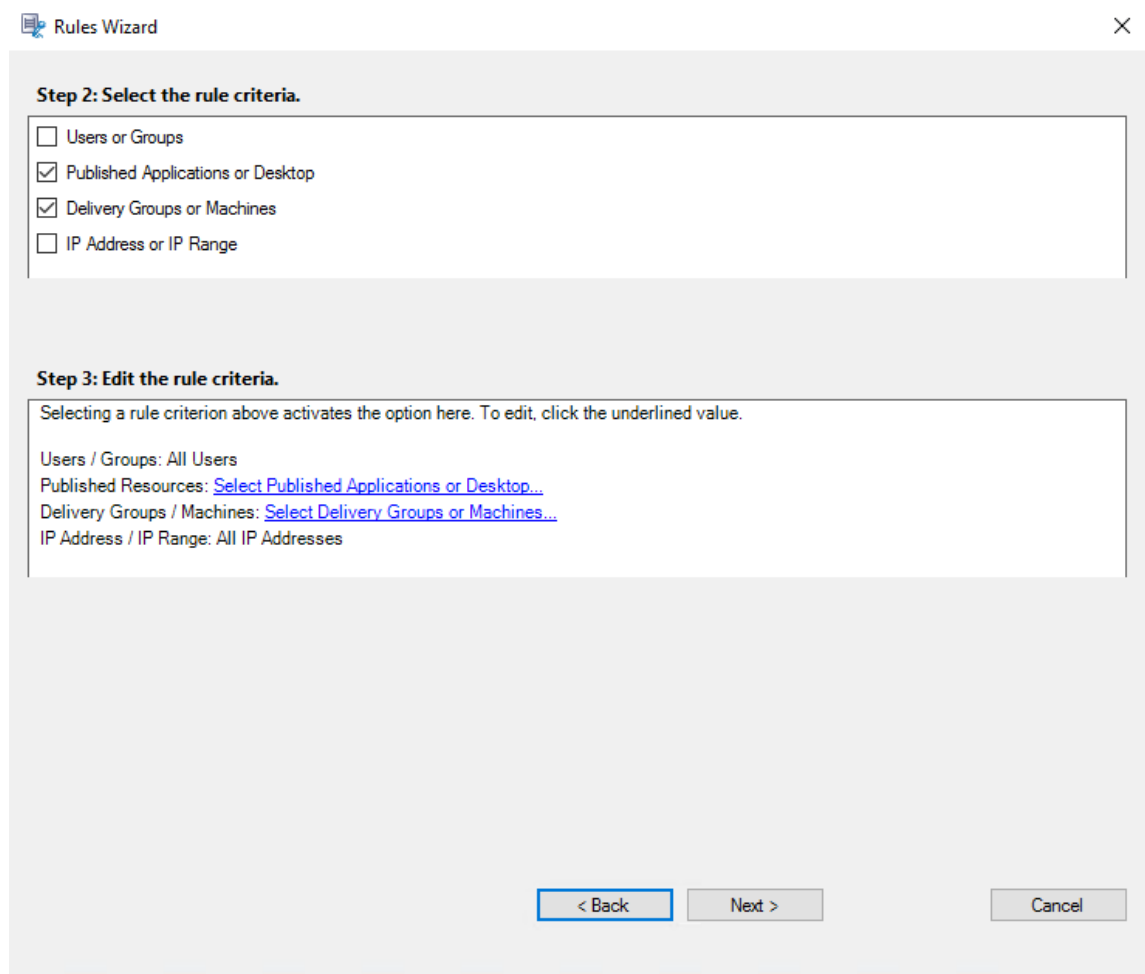 Rules Wizard
Step 2: Select the rule criteria.
Users or Groups
Published Applications or Desktop
Delivery Groups or Machines
IP Address or IP Range
Step 3: Edit the rule criteria.
Selecting a rule criterion above activates the option here. To edit, click the underlined value.
Users / Groups: All Users
Published Resources: Select Published Applications or Desktop...
Delivery Groups / Machines: Select Delivery Groups or Machines...
IP Address / IP Range: All IP Addresses
< Back Next > Cancel